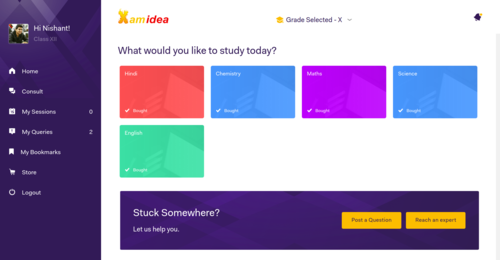 Hi Nishant!
Class XII
Home
Consult
My Sessions 0
My Queries 2
My Bookmarks
Store
Logout
Xamidea
Grade Selected - X
What would you like to study today?
Hindi
Bought
Chemistry
Bought
Maths
Bought
Science
Bought
English
Bought
Stuck Somewhere?
Let us help you.
Post a Question
Reach an expert